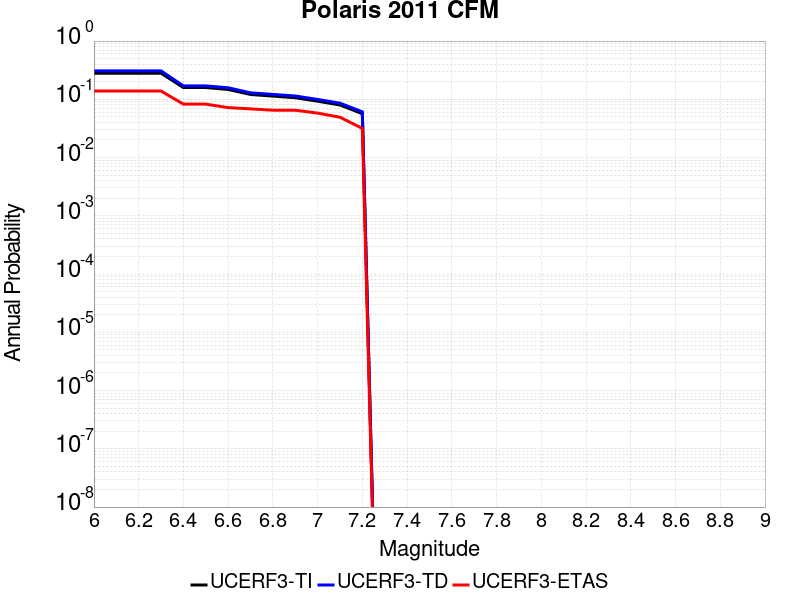 Polaris 2011 CFM
Annual Probability
10^0
10^-1
10^-2
10^-3
10^-4
10^-5
10^-6
10^-7
10^-8
6 6.2 6.4 6.6 6.8 7 7.2 7.4 7.6 7.8 8 8.2 8.4 8.6 8.8 9
Magnitude
UCERF3-TI UCERF3-TD UCERF3-ETAS